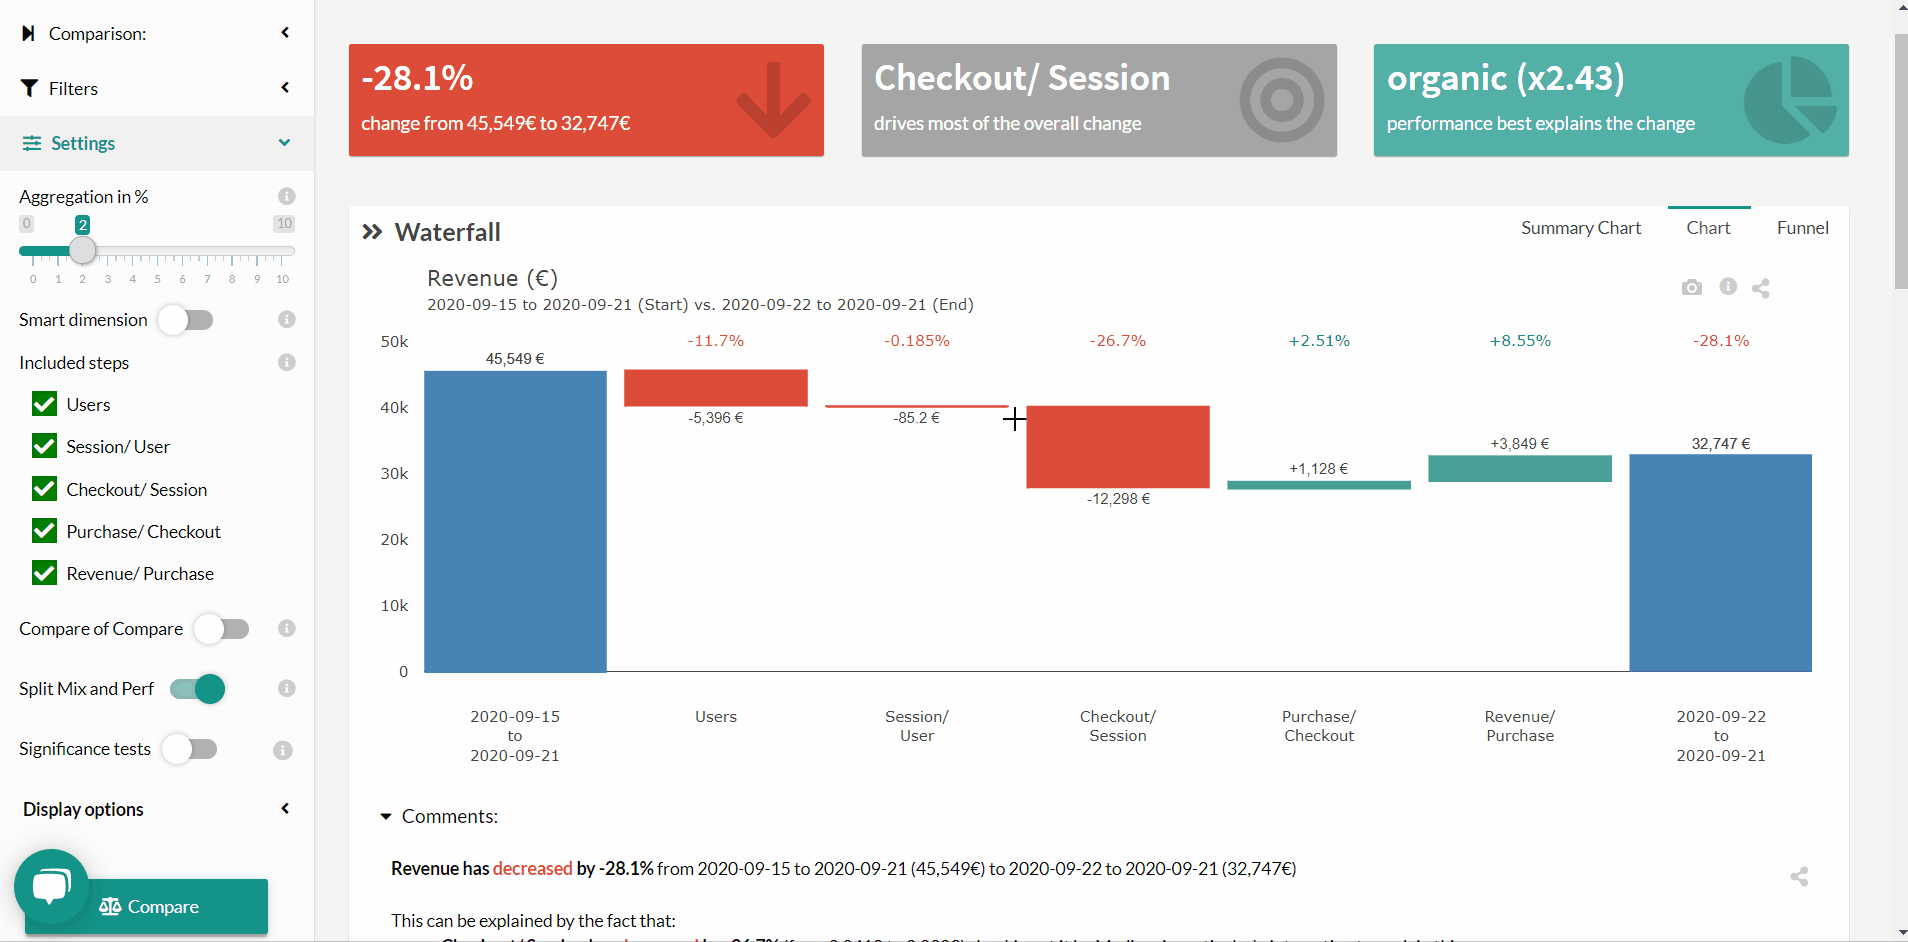 Comparison:
Filters
Settings
Aggregation in %
0 2 10
0 1 2 3 4 5 6 7 8 9 10
Smart dimension
Included steps
Users
Session/ User
Checkout/ Session
Purchase/ Checkout
Revenue/ Purchase
Compare of Compare
Split Mix and Perf
Significance tests
Display options
Compare
-28.1%
change from 45,549€ to 32,747€
Checkout/ Session
drives most of the overall change
organic (x2.43)
performance best explains the change
Waterfall
Summary Chart Chart Funnel
Revenue (€)
2020-09-15 to 2020-09-21 (Start) vs. 2020-09-22 to 2020-09-21 (End)
50k
40k
30k
20k
10k
0
-11.7% -0.185% -26.7% +2.51% +8.55% -28.1%
45,549 €
-5,396 €
-85.2 €
-12,298 €
+1,128 €
+3,849 €
32,747 €
2020-09-15
to
2020-09-21
Users
Session/
User
Checkout/
Session
Purchase/
Checkout
Revenue/
Purchase
2020-09-22
to
2020-09-21
Comments:
Revenue has decreased by -28.1% from 2020-09-15 to 2020-09-21 (45,549€) to 2020-09-22 to 2020-09-21 (32,747€)
This can be explained by the fact that: